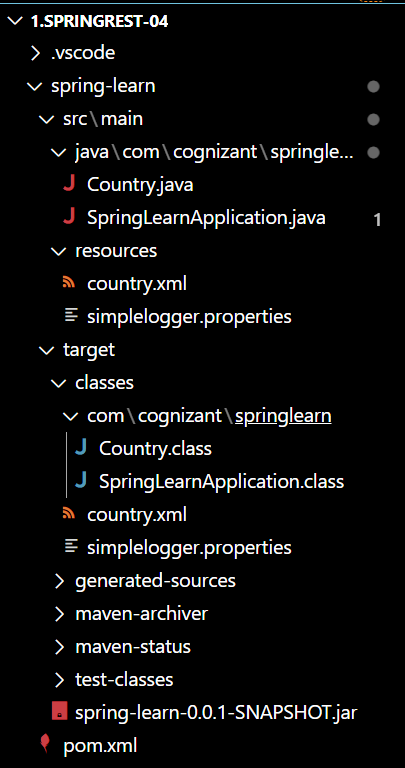 1.SPRINGREST-04
.vscode
spring-learn
src\main
java\com\cognizant\springle...
Country.java
SpringLearnApplication.java 1
resources
country.xml
simplelogger.properties
target
classes
com\cognizant\springlearn
Country.class
SpringLearnApplication.class
country.xml
simplelogger.properties
generated-sources
maven-archiver
maven-status
test-classes
spring-learn-0.0.1-SNAPSHOT.jar
pom.xml